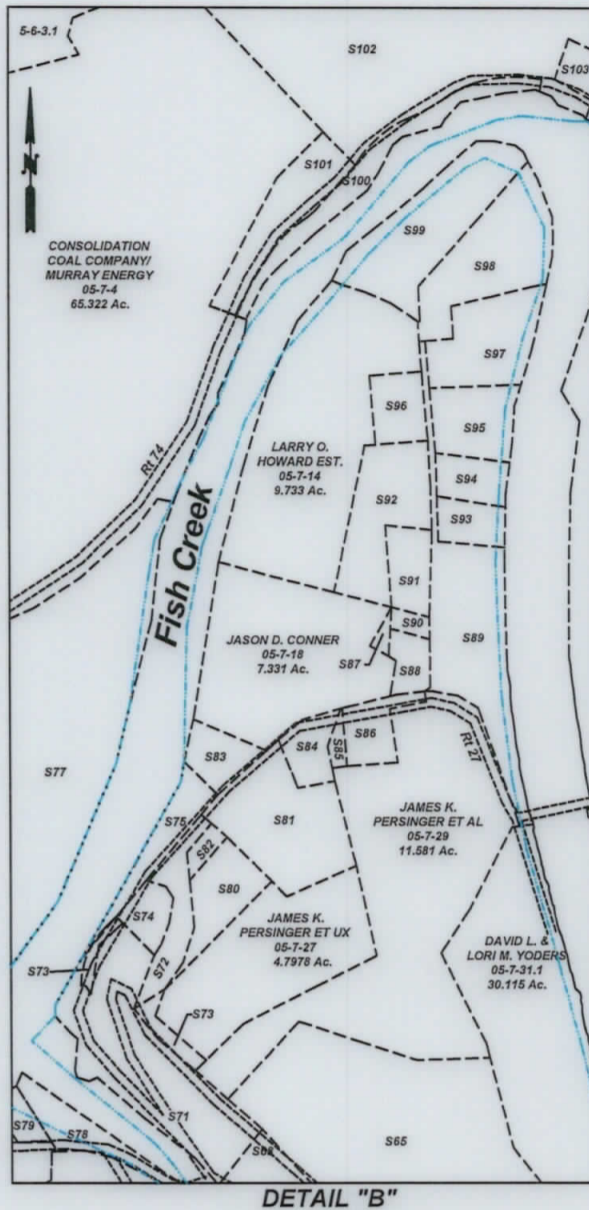 5-6-3.1
S102
S103
N
S101
S100
CONSOLIDATION
COAL COMPANY/
MURRAY ENERGY
05-7-4
65.322 Ac.
S99
S98
S97
S96
Rt 74
LARRY O.
HOWARD EST.
05-7-14
9.733 Ac.
S95
S94
S92
S93
Fish Creek
S91
S90
JASON D. CONNER
05-7-18
7.331 Ac.
S89
S87
S88
S83
S84
S85
S86
Rt 27
S77
S75
S81
JAMES K.
PERSINGER ET AL
05-7-29
11.581 Ac.
S82
S80
S74
JAMES K.
PERSINGER ET UX
05-7-27
4.7978 Ac.
DAVID L. &
LORI M. YODERS
05-7-31.1
30.115 Ac.
S73
S72
S73
S71
S79
S78
S65
DETAIL "B"